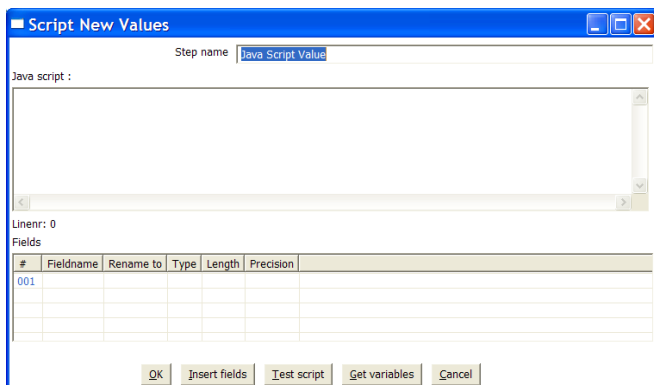 Script New Values
Step name Java Script Value
Java script :
Linenr: 0
Fields
# Fieldname Rename to Type Length Precision
001
OK Insert fields Test script Get variables Cancel